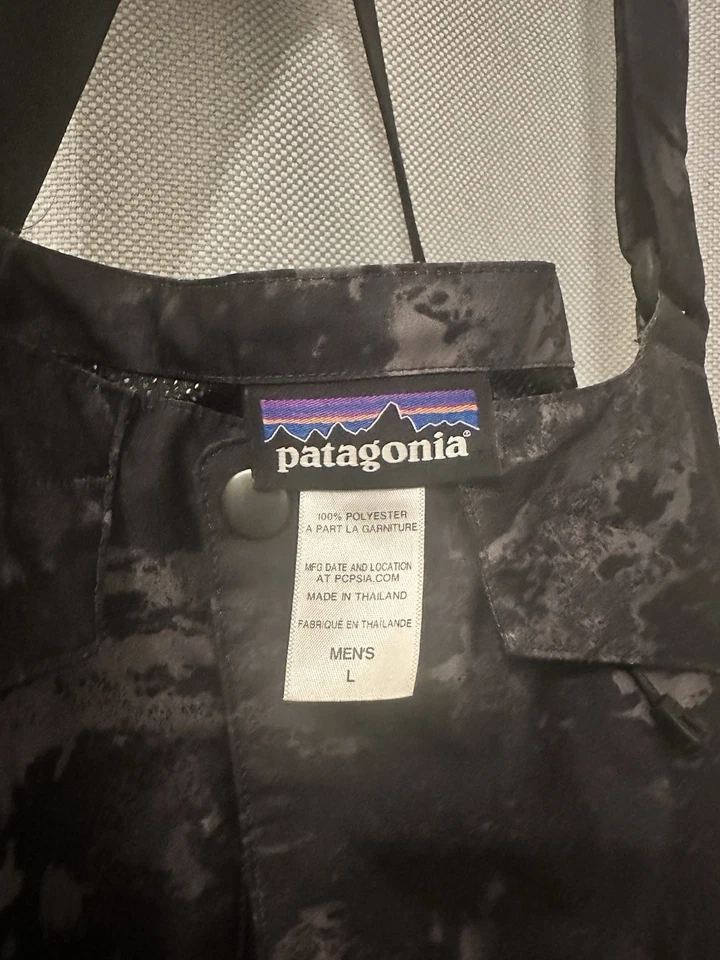 patagonia®
100% POLYESTER
À PART LA GARNITURE
MFG DATE AND LOCATION
AT PCPSIA.COM
MADE IN THAILAND
FABRIQUÉ EN THAÏLANDE
MEN'S
L